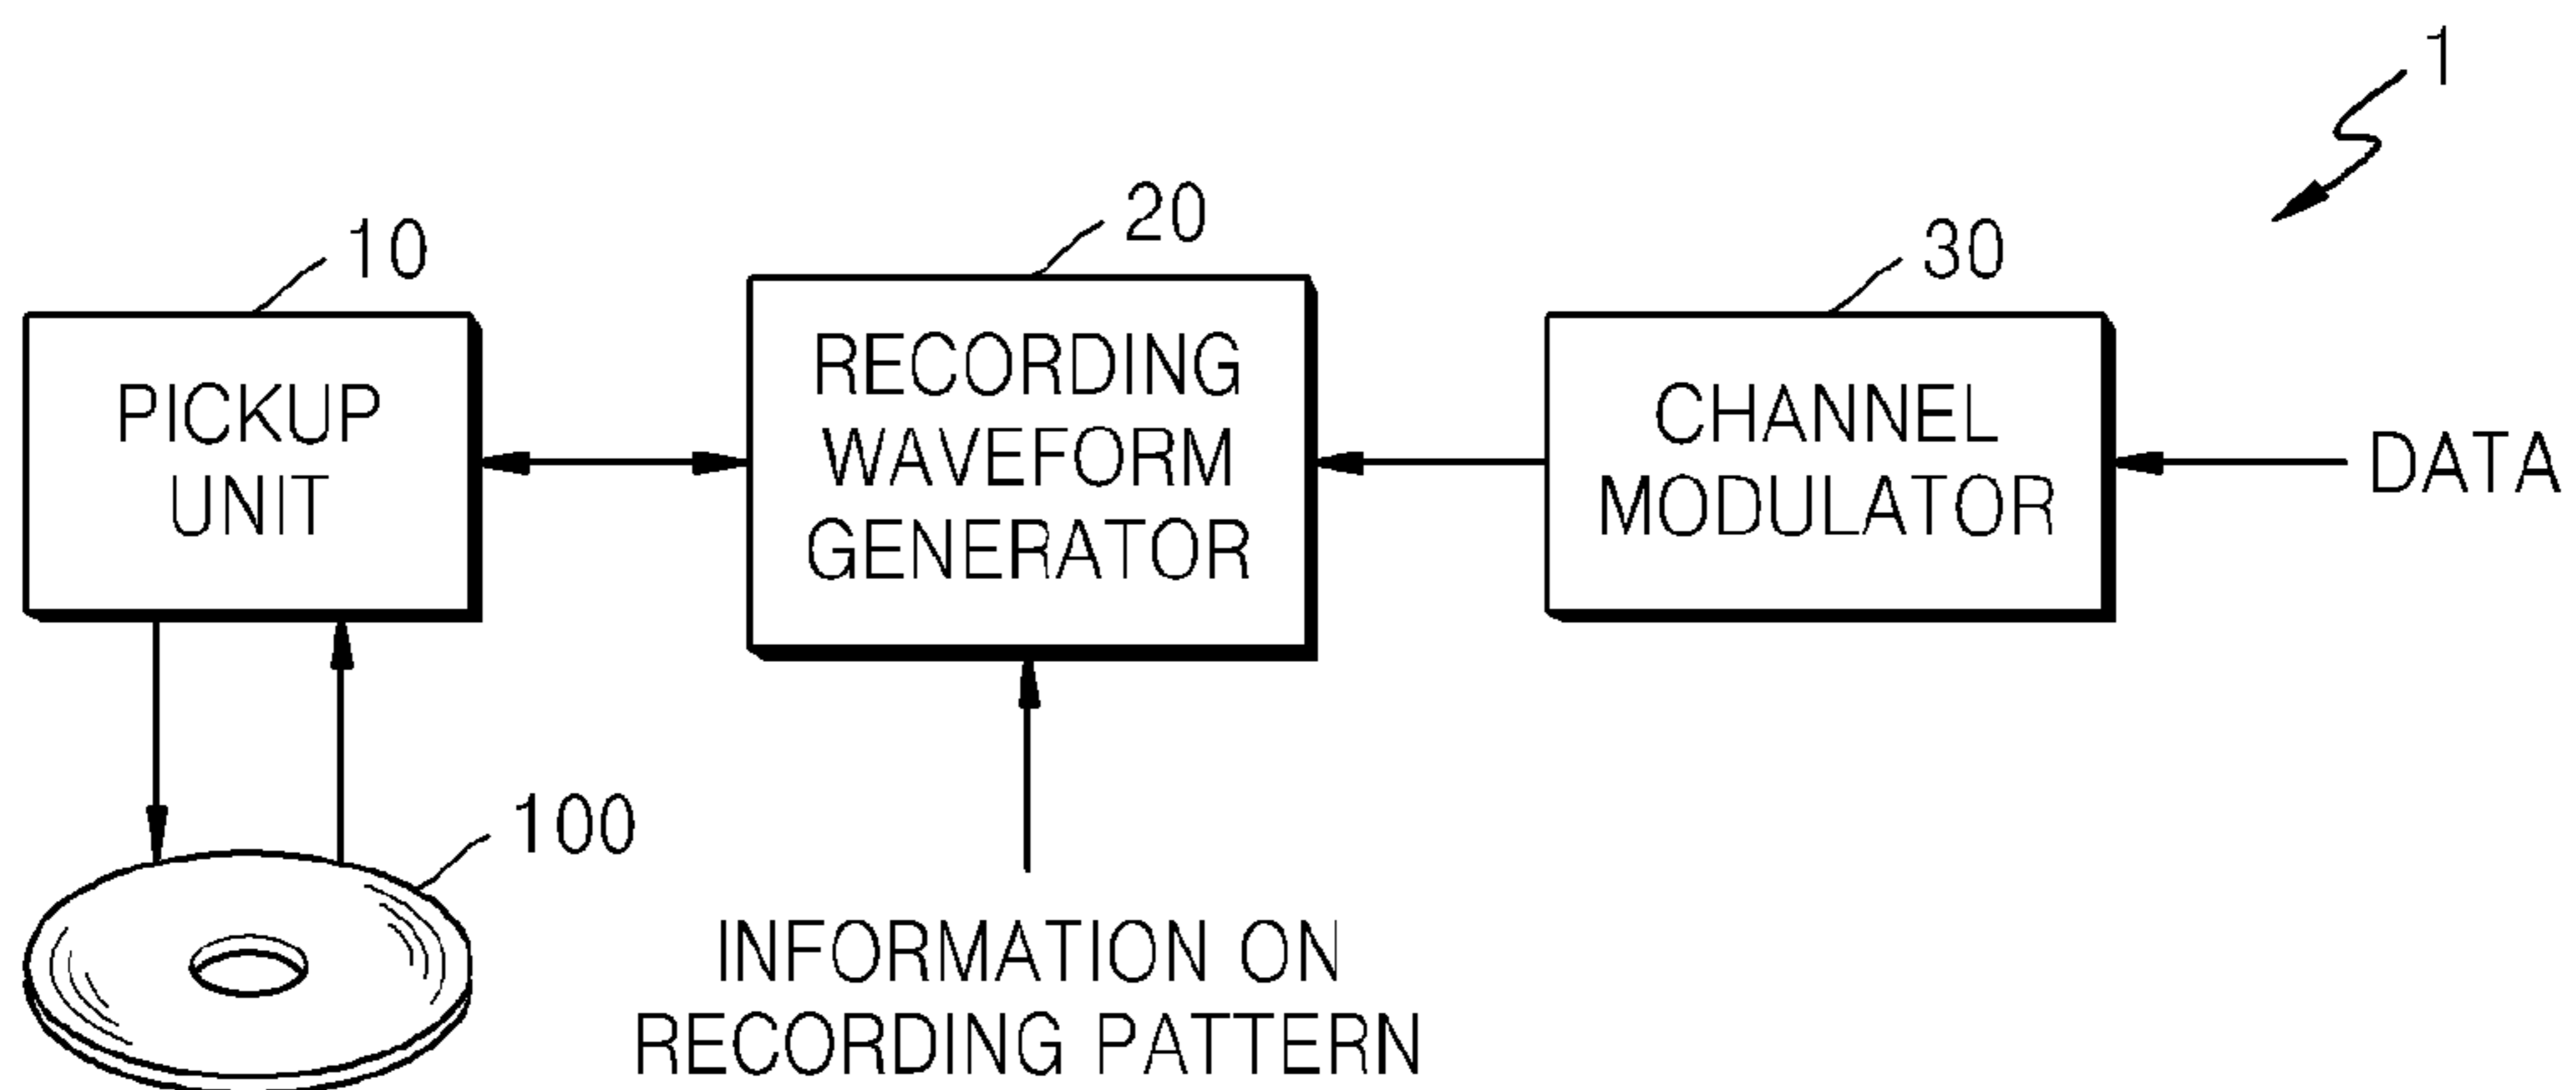 1
10
20
30
PICKUP
UNIT
RECORDING
WAVEFORM
GENERATOR
CHANNEL
MODULATOR
DATA
100
INFORMATION ON
RECORDING PATTERN